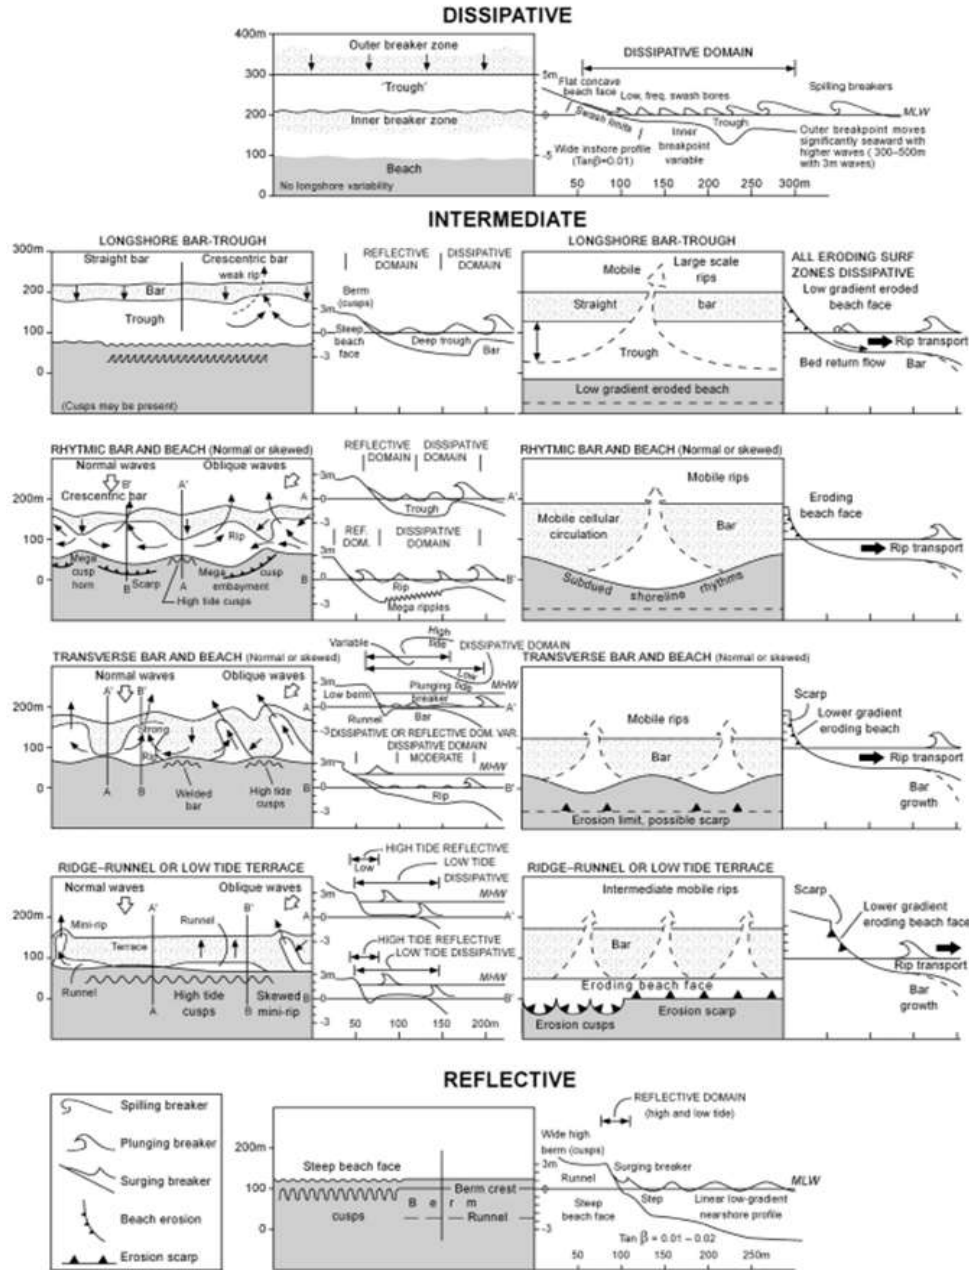 DISSIPATIVE
400m
300
200
100
0
Outer breaker zone
'Trough'
Inner breaker zone
Beach
No longshore variability
DISSIPATIVE DOMAIN
5m
0
-5
Flat concave
beach face
Low, freq, swash bores
Spilling breakers
MLW
Swash limits
Trough
Wide inshore profile
(Tanβ=0.01)
Inner
breakpoint
variable
Outer breakpoint moves
significantly seaward with
higher waves ( 300–500m
with 3m waves)
50 100 150 200 250 300m
INTERMEDIATE
LONGSHORE BAR-TROUGH
300m
200
100
0
Straight bar
Crescentric bar
weak rip
Bar
Trough
(Cusps may be present)
REFLECTIVE
DOMAIN
DISSIPATIVE
DOMAIN
Berm
(cusps)
3m
0
-3
Steep
beach
face
Deep trough
Bar
LONGSHORE BAR-TROUGH
Mobile
Large scale
rips
Straight
bar
Trough
Low gradient eroded beach
ALL ERODING SURF
ZONES DISSIPATIVE
Low gradient eroded
beach face
Rip transport
Bed return flow
Bar
RHYTMIC BAR AND BEACH (Normal or skewed)
Normal waves
Oblique waves
200m
100
0
B'
A'
Crescentric bar
Rip
Mega
cusp
horn
Scarp
B
A
Mega
embayment
cusp
High tide cusps
A
B
REFLECTIVE
DOMAIN
DISSIPATIVE
DOMAIN
3m
0
-3
Trough
A'
REF.
DOM.
DISSIPATIVE
DOMAIN
3m
0
-3
Rip
Mega ripples
B'
RHYTMIC BAR AND BEACH (Normal or skewed)
Mobile rips
Mobile cellular
circulation
Bar
Subdued shoreline rhythms
Eroding
beach face
Rip transport
TRANSVERSE BAR AND BEACH (Normal or skewed)
Normal waves
Oblique waves
200m
100
0
A'
B'
Strong
Rip
A
B
Welded
bar
High tide
cusps
A
B
Variable
High
tide
DISSIPATIVE DOMAIN
Low
tide
3m
0
-3
Low berm
Plunging
breaker
MHW
Runnel
Bar
A'
DISSIPATIVE OR REFLECTIVE DOM. VAR.
DISSIPATIVE DOMAIN
MODERATE
3m
0
-3
MHW
Rip
B'
TRANSVERSE BAR AND BEACH (Normal or skewed)
Mobile rips
Bar
Erosion limit, possible scarp
Scarp
Lower gradient
eroding beach
Rip transport
Bar
growth
RIDGE–RUNNEL OR LOW TIDE TERRACE
Normal waves
Oblique waves
200m
100
0
Mini-rip
A'
Runnel
B'
Terrace
Runnel
A
High tide
cusps
B
Skewed
mini-rip
A
B
HIGH TIDE REFLECTIVE
Low
LOW TIDE
DISSIPATIVE
3m
0
-3
MHW
A'
HIGH TIDE REFLECTIVE
LOW TIDE DISSIPATIVE
3m
0
-3
MHW
B'
50 100 150 200m
RIDGE–RUNNEL OR LOW TIDE TERRACE
Intermediate mobile rips
Bar
Eroding beach face
Erosion cusps
Erosion scarp
Scarp
Lower gradient
eroding beach face
Rip transport
Bar
growth
REFLECTIVE
Spilling breaker
Plunging breaker
Surging breaker
Beach erosion
Erosion scarp
200m
100
0
Steep beach face
cusps
Berm crest
Berm
Runnel
REFLECTIVE DOMAIN
(high and low tide)
Wide high
berm (cusps)
3m
0
-3
Surging breaker
Runnel
MLW
Steep
beach face
Step
Linear low-gradient
nearshore profile
Tan β = 0.01 – 0.02
50 100 150 200 250m